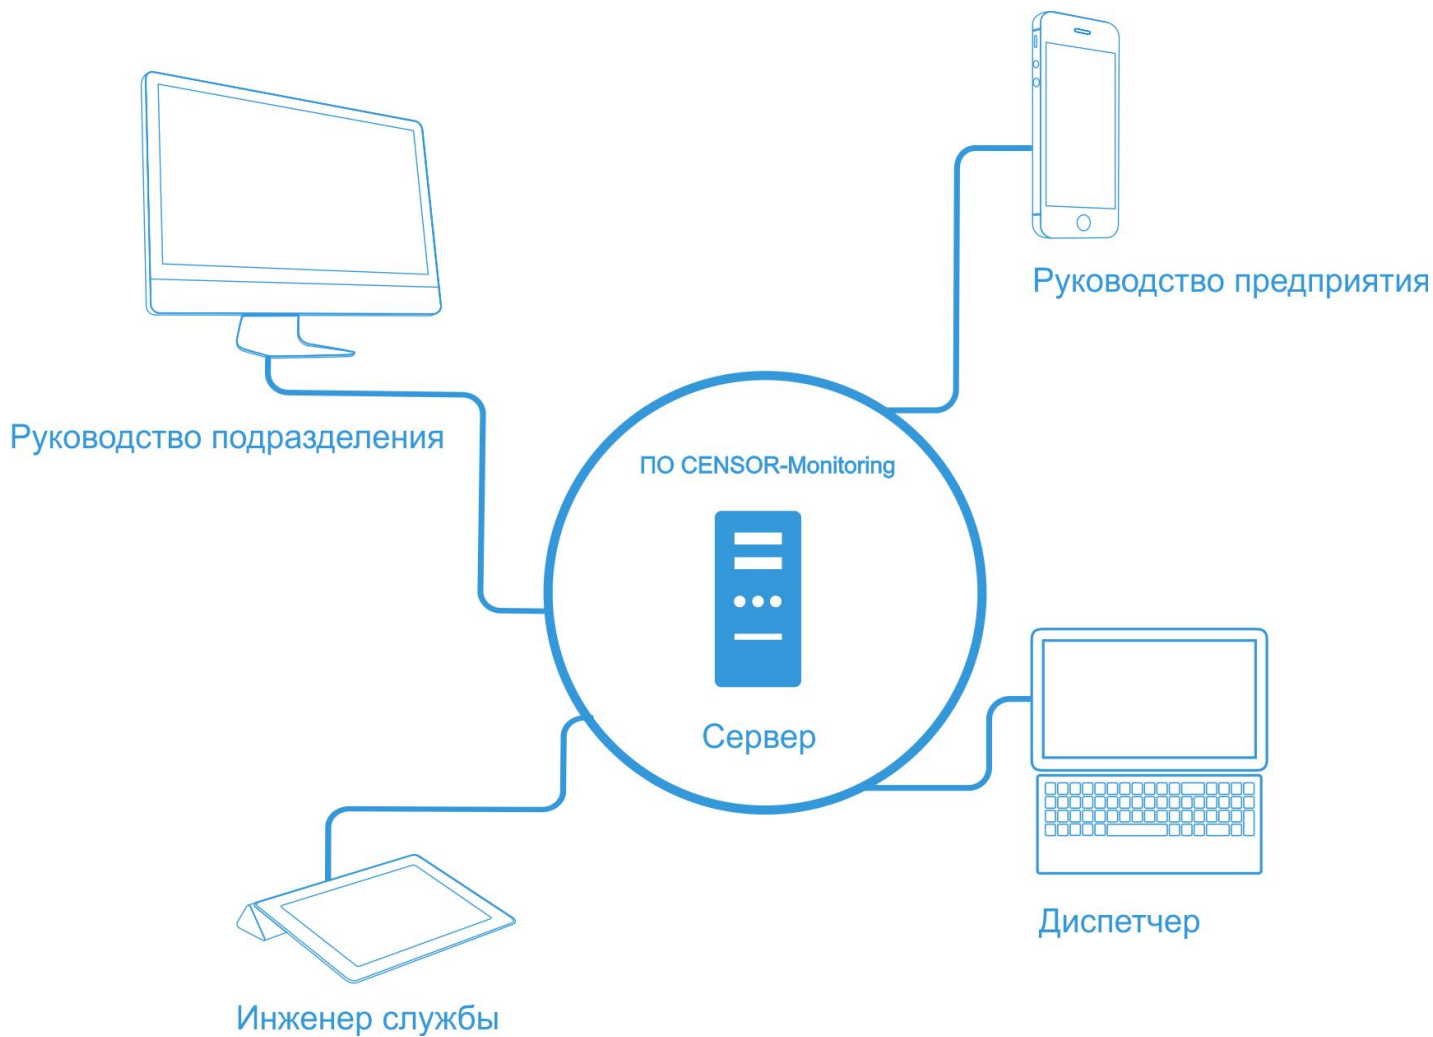 Руководство предприятия
Руководство подразделения
ПО CENSOR-Monitoring
Сервер
Диспетчер
Инженер службы